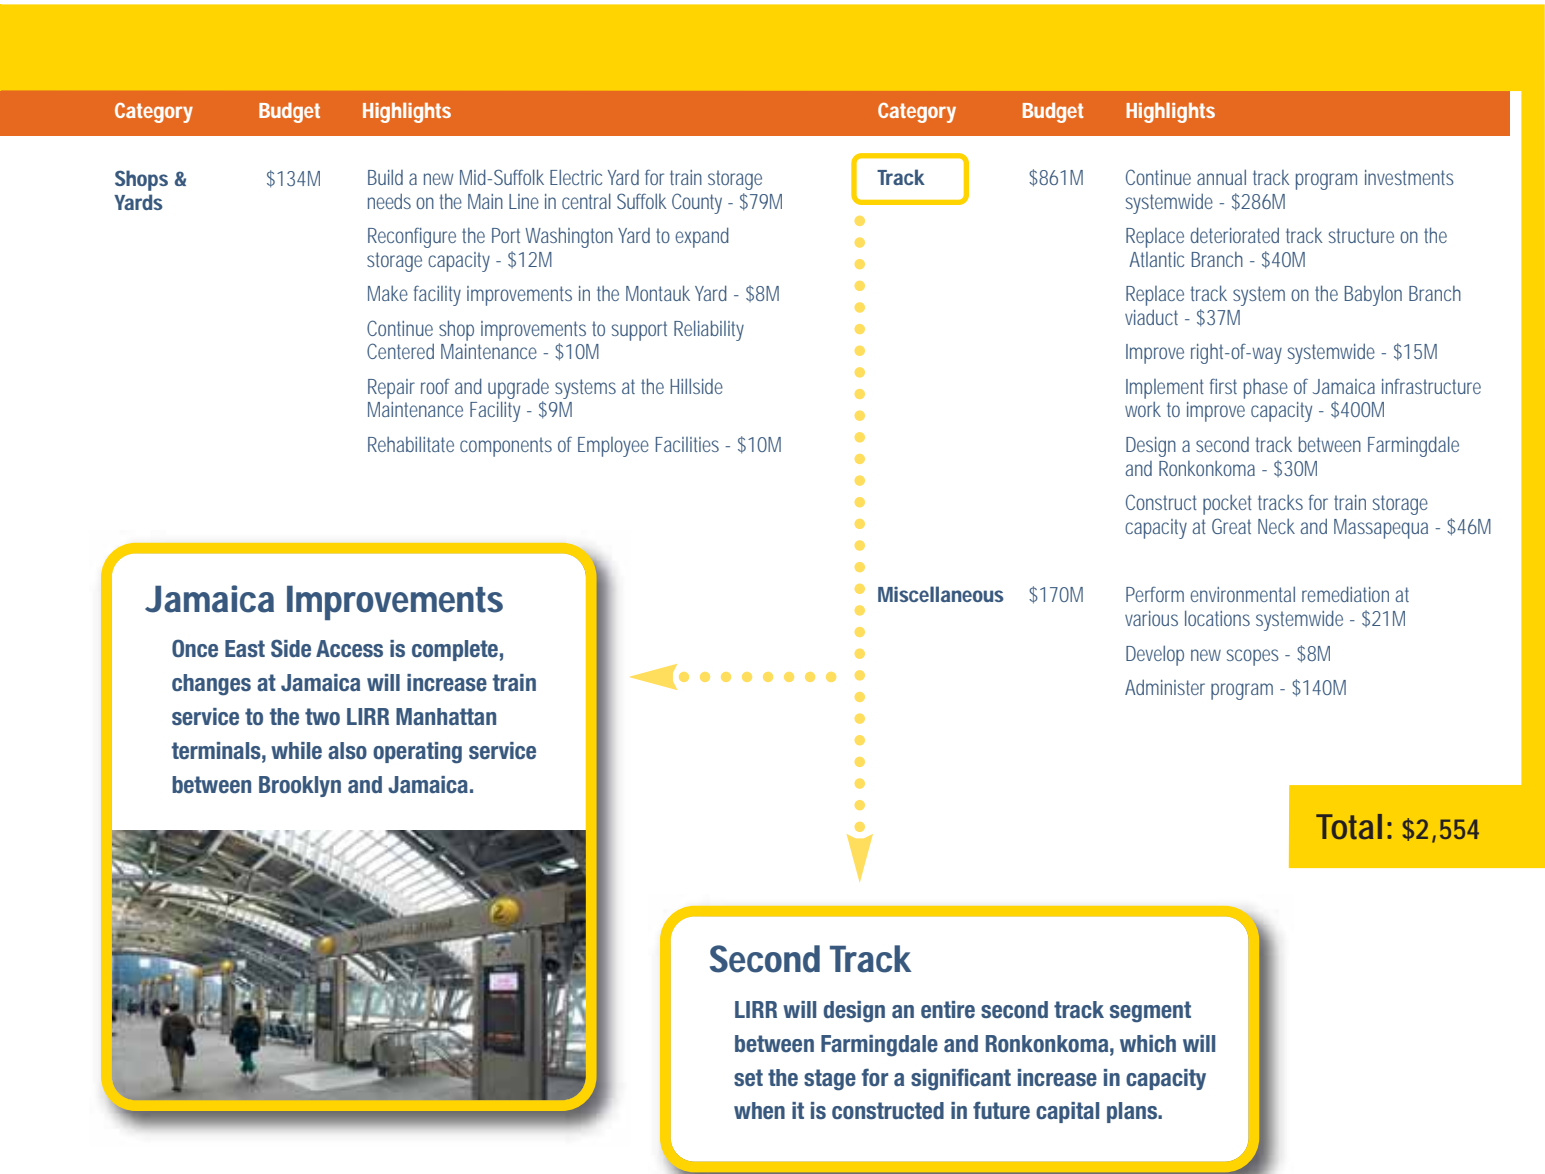 Category Budget Highlights
Shops & $134M Build a new Mid-Suffolk Electric Yard for train storage
Yards needs on the Main Line in central Suffolk County - $79M
Reconfigure the Port Washington Yard to expand
storage capacity - $12M
Make facility improvements in the Montauk Yard - $8M
Continue shop improvements to support Reliability
Centered Maintenance - $10M
Repair roof and upgrade systems at the Hillside
Maintenance Facility - $9M
Rehabilitate components of Employee Facilities - $10M
Category Budget Highlights
Track $861M Continue annual track program investments
systemwide - $286M
Replace deteriorated track structure on the
Atlantic Branch - $40M
Replace track system on the Babylon Branch
viaduct - $37M
Improve right-of-way systemwide - $15M
Implement first phase of Jamaica infrastructure
work to improve capacity - $400M
Design a second track between Farmingdale
and Ronkonkoma - $30M
Construct pocket tracks for train storage
capacity at Great Neck and Massapequa - $46M
Miscellaneous $170M Perform environmental remediation at
various locations systemwide - $21M
Develop new scopes - $8M
Administer program - $140M
Total: $2,554
Jamaica Improvements
Once East Side Access is complete,
changes at Jamaica will increase train
service to the two LIRR Manhattan
terminals, while also operating service
between Brooklyn and Jamaica.
2
Second Track
LIRR will design an entire second track segment
between Farmingdale and Ronkonkoma, which will
set the stage for a significant increase in capacity
when it is constructed in future capital plans.